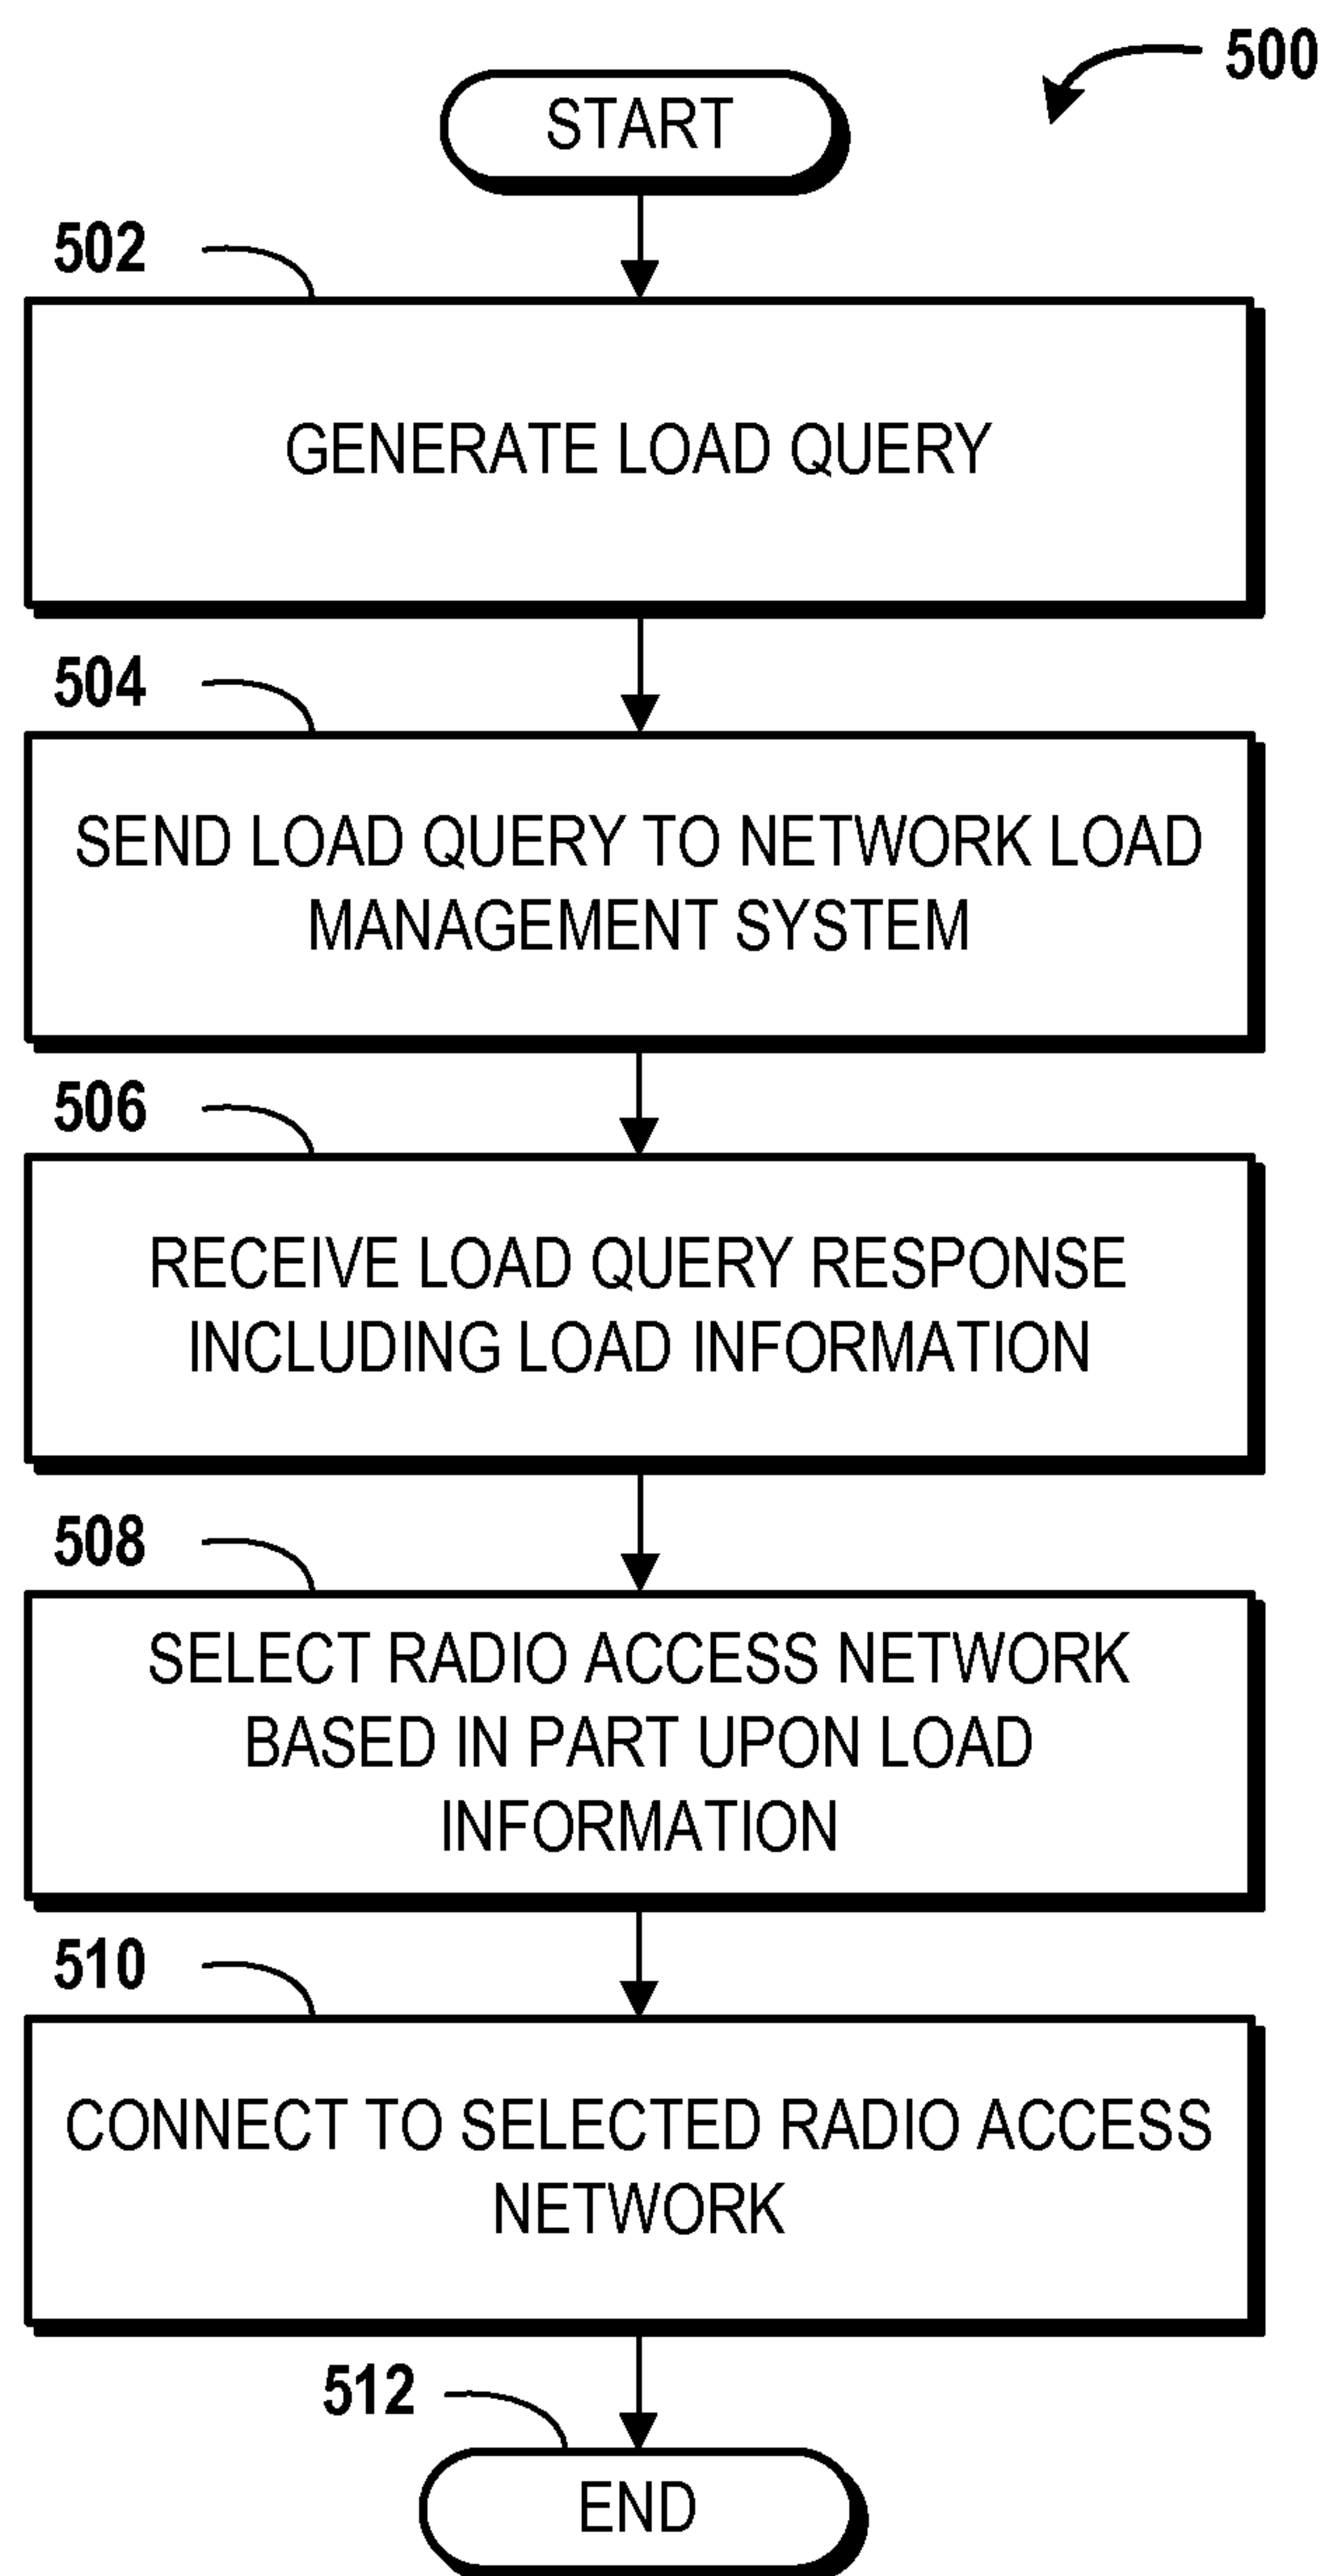 500
START
502
GENERATE LOAD QUERY
504
SEND LOAD QUERY TO NETWORK LOAD
MANAGEMENT SYSTEM
506
RECEIVE LOAD QUERY RESPONSE
INCLUDING LOAD INFORMATION
508
SELECT RADIO ACCESS NETWORK
BASED IN PART UPON LOAD
INFORMATION
510
CONNECT TO SELECTED RADIO ACCESS
NETWORK
512
END